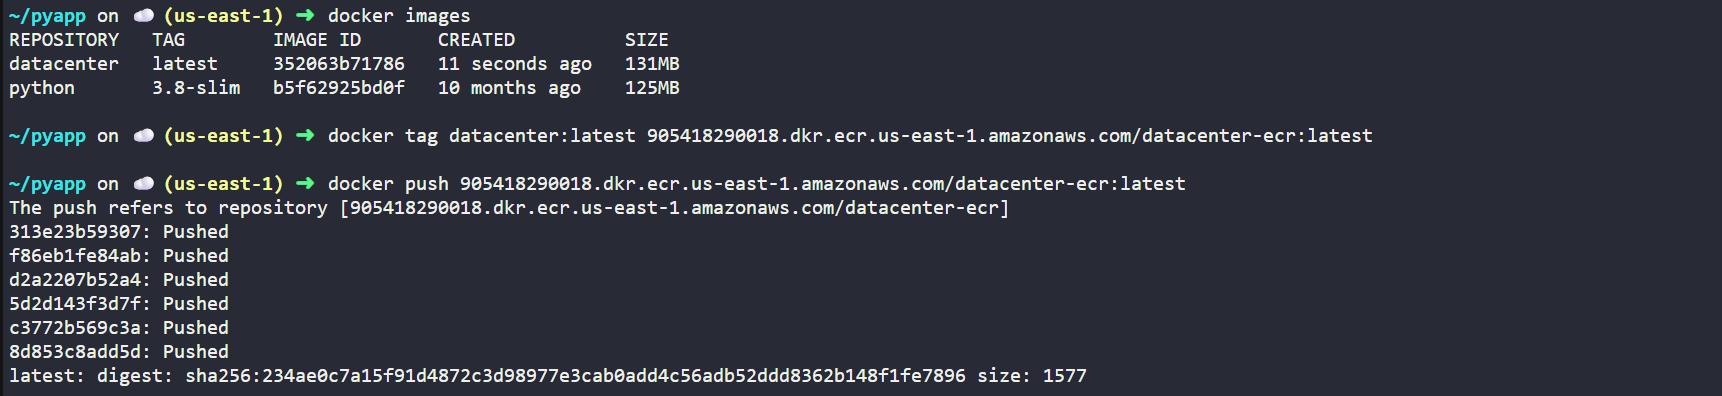 ~/pyapp on ☁️ (us-east-1) ➜ docker images
REPOSITORY   TAG        IMAGE ID       CREATED          SIZE
datacenter   latest     352063b71786   11 seconds ago   131MB
python       3.8-slim   b5f62925bd0f   10 months ago    125MB
~/pyapp on ☁️ (us-east-1) ➜ docker tag datacenter:latest 905418290018.dkr.ecr.us-east-1.amazonaws.com/datacenter-ecr:latest
~/pyapp on ☁️ (us-east-1) ➜ docker push 905418290018.dkr.ecr.us-east-1.amazonaws.com/datacenter-ecr:latest
The push refers to repository [905418290018.dkr.ecr.us-east-1.amazonaws.com/datacenter-ecr]
313e23b59307: Pushed
f86eb1fe84ab: Pushed
d2a2207b52a4: Pushed
5d2d143f3d7f: Pushed
c3772b569c3a: Pushed
8d853c8add5d: Pushed
latest: digest: sha256:234ae0c7a15f91d4872c3d98977e3cab0add4c56adb52ddd8362b148f1fe7896 size: 1577